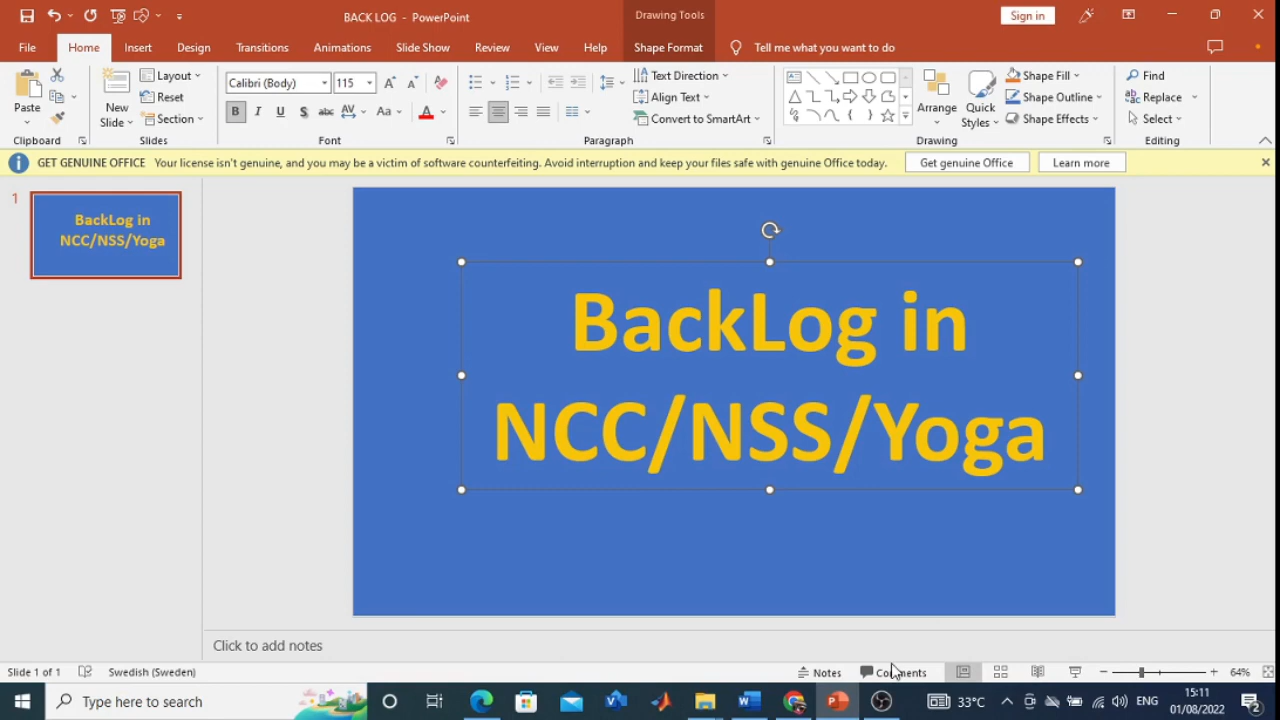 BACK LOG - PowerPoint
Drawing Tools
Sign in
File
Home
Insert
Design
Transitions
Animations
Slide Show
Review
View
Help
Shape Format
Tell me what you want to do
Paste
Clipboard
New
Slide
Layout
Reset
Section
Slides
Calibri (Body)
115
B I U S abc AV Aa A
Font
Text Direction
Align Text
Convert to SmartArt
Paragraph
Arrange
Quick
Styles
Shape Fill
Shape Outline
Shape Effects
Drawing
Find
Replace
Select
Editing
GET GENUINE OFFICE Your license isn't genuine, and you may be a victim of software counterfeiting. Avoid interruption and keep your files safe with genuine Office today.
Get genuine Office
Learn more
1
BackLog in
NCC/NSS/Yoga
BackLog in
NCC/NSS/Yoga
Click to add notes
Slide 1 of 1
Swedish (Sweden)
Notes
Comments
64%
Type here to search
33°C
ENG
15:11
01/08/2022
2